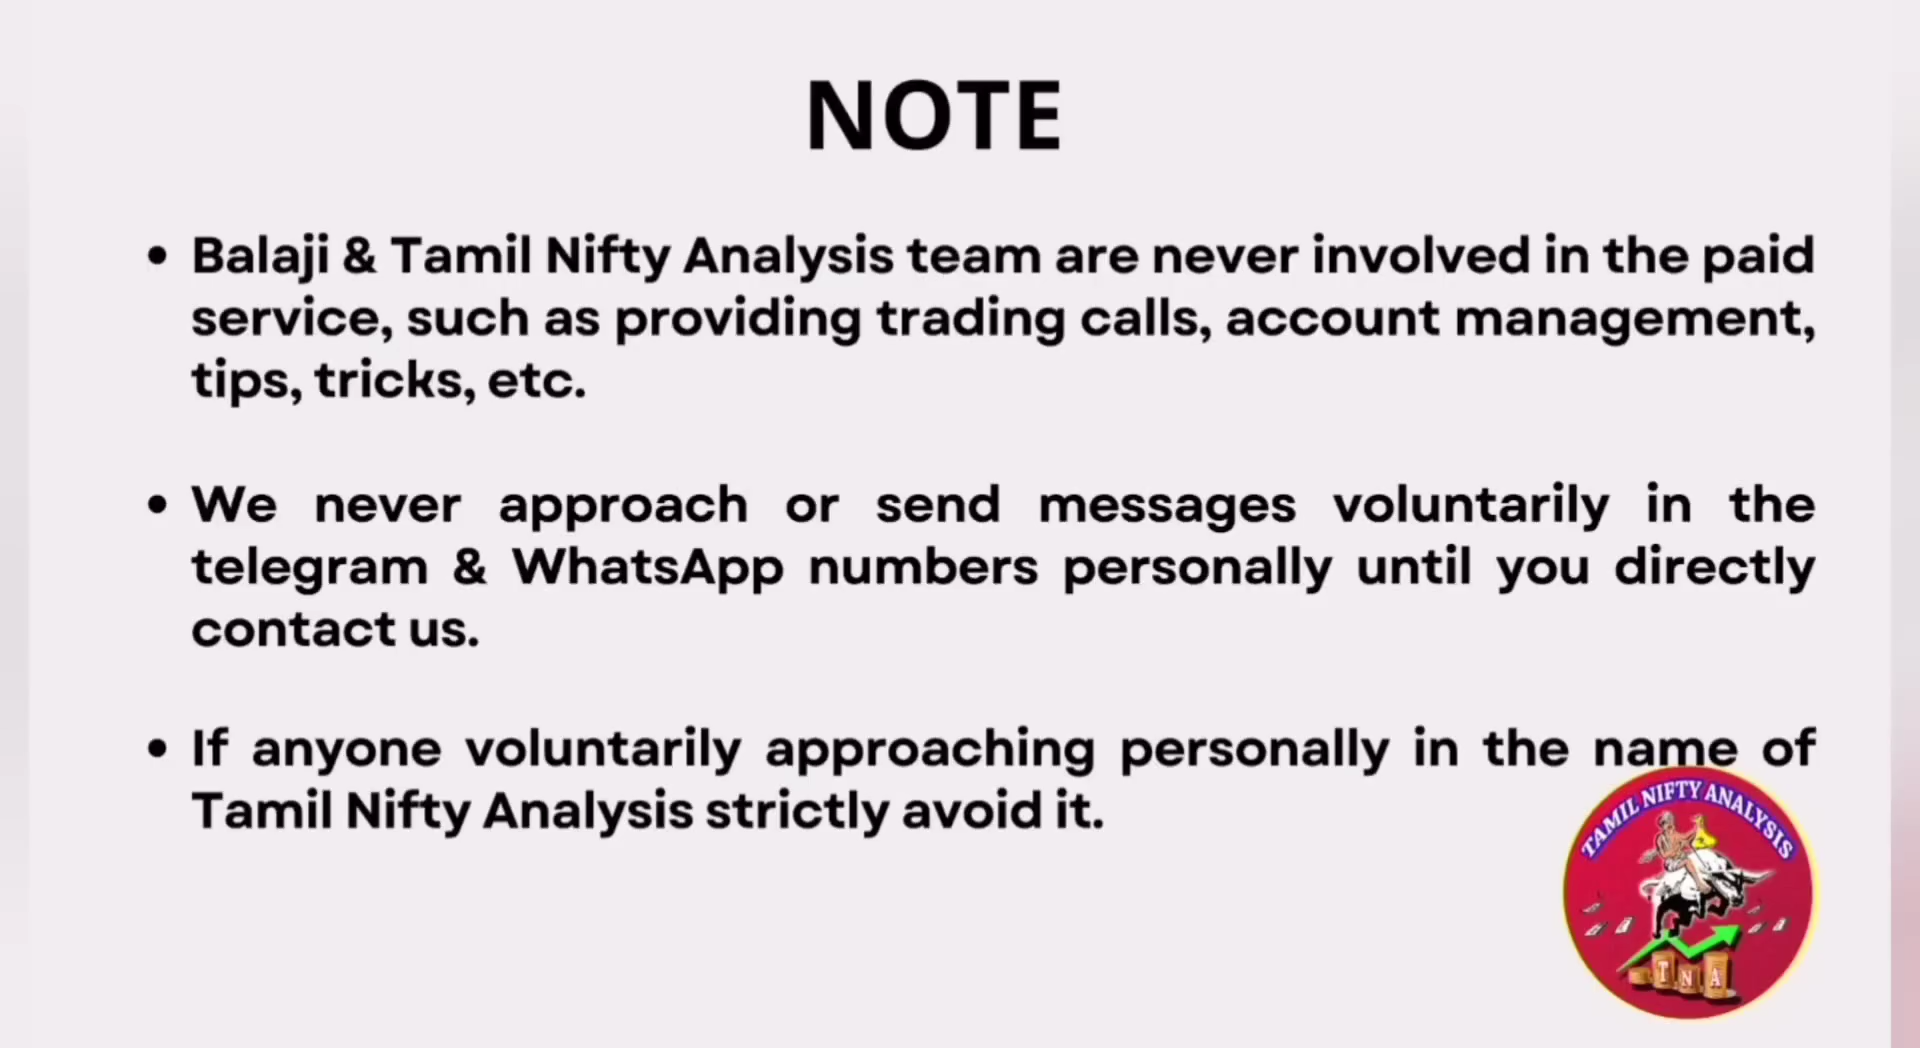 NOTE
• Balaji & Tamil Nifty Analysis team are never involved in the paid
service, such as providing trading calls, account management,
tips, tricks, etc.
• We never approach or send messages voluntarily in the
telegram & WhatsApp numbers personally until you directly
contact us.
• If anyone voluntarily approaching personally in the name of
Tamil Nifty Analysis strictly avoid it.
TAMIL NIFTY ANALYSIS
T N A